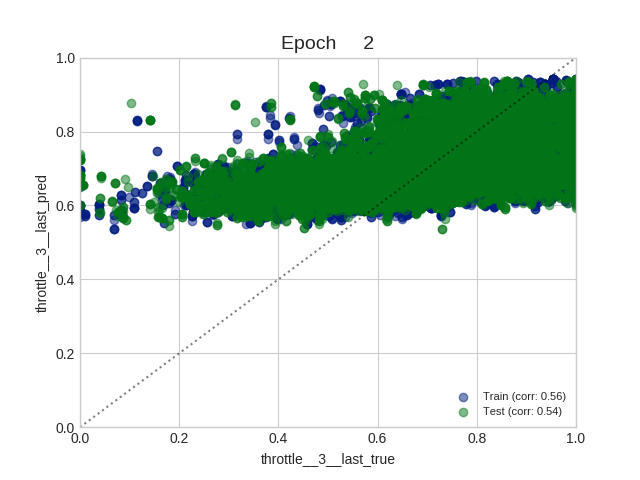 Epoch 2
throttle__3__last_pred
1.0
0.8
0.6
0.4
0.2
0.0
0.0 0.2 0.4 0.6 0.8 1.0
throttle__3__last_true
Train (corr: 0.56)
Test (corr: 0.54)